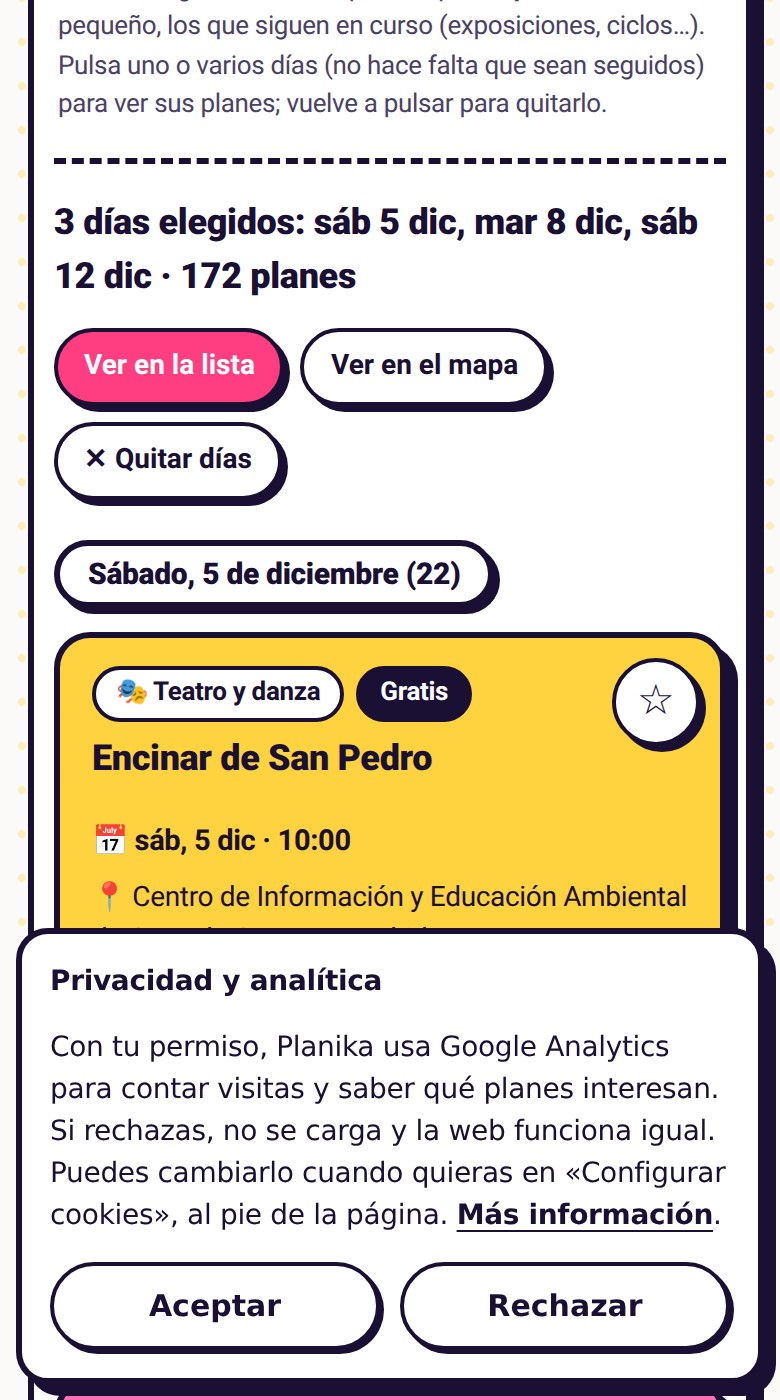 pequeño, los que siguen en curso (exposiciones, ciclos…).
Pulsa uno o varios días (no hace falta que sean seguidos)
para ver sus planes; vuelve a pulsar para quitarlo.
3 días elegidos: sáb 5 dic, mar 8 dic, sáb
12 dic · 172 planes
Ver en la lista
Ver en el mapa
✕ Quitar días
Sábado, 5 de diciembre (22)
🎭 Teatro y danza
Gratis
☆
Encinar de San Pedro
📅 sáb, 5 dic · 10:00
📍 Centro de Información y Educación Ambiental
Privacidad y analítica
Con tu permiso, Planika usa Google Analytics
para contar visitas y saber qué planes interesan.
Si rechazas, no se carga y la web funciona igual.
Puedes cambiarlo cuando quieras en «Configurar
cookies», al pie de la página. Más información.
Aceptar
Rechazar